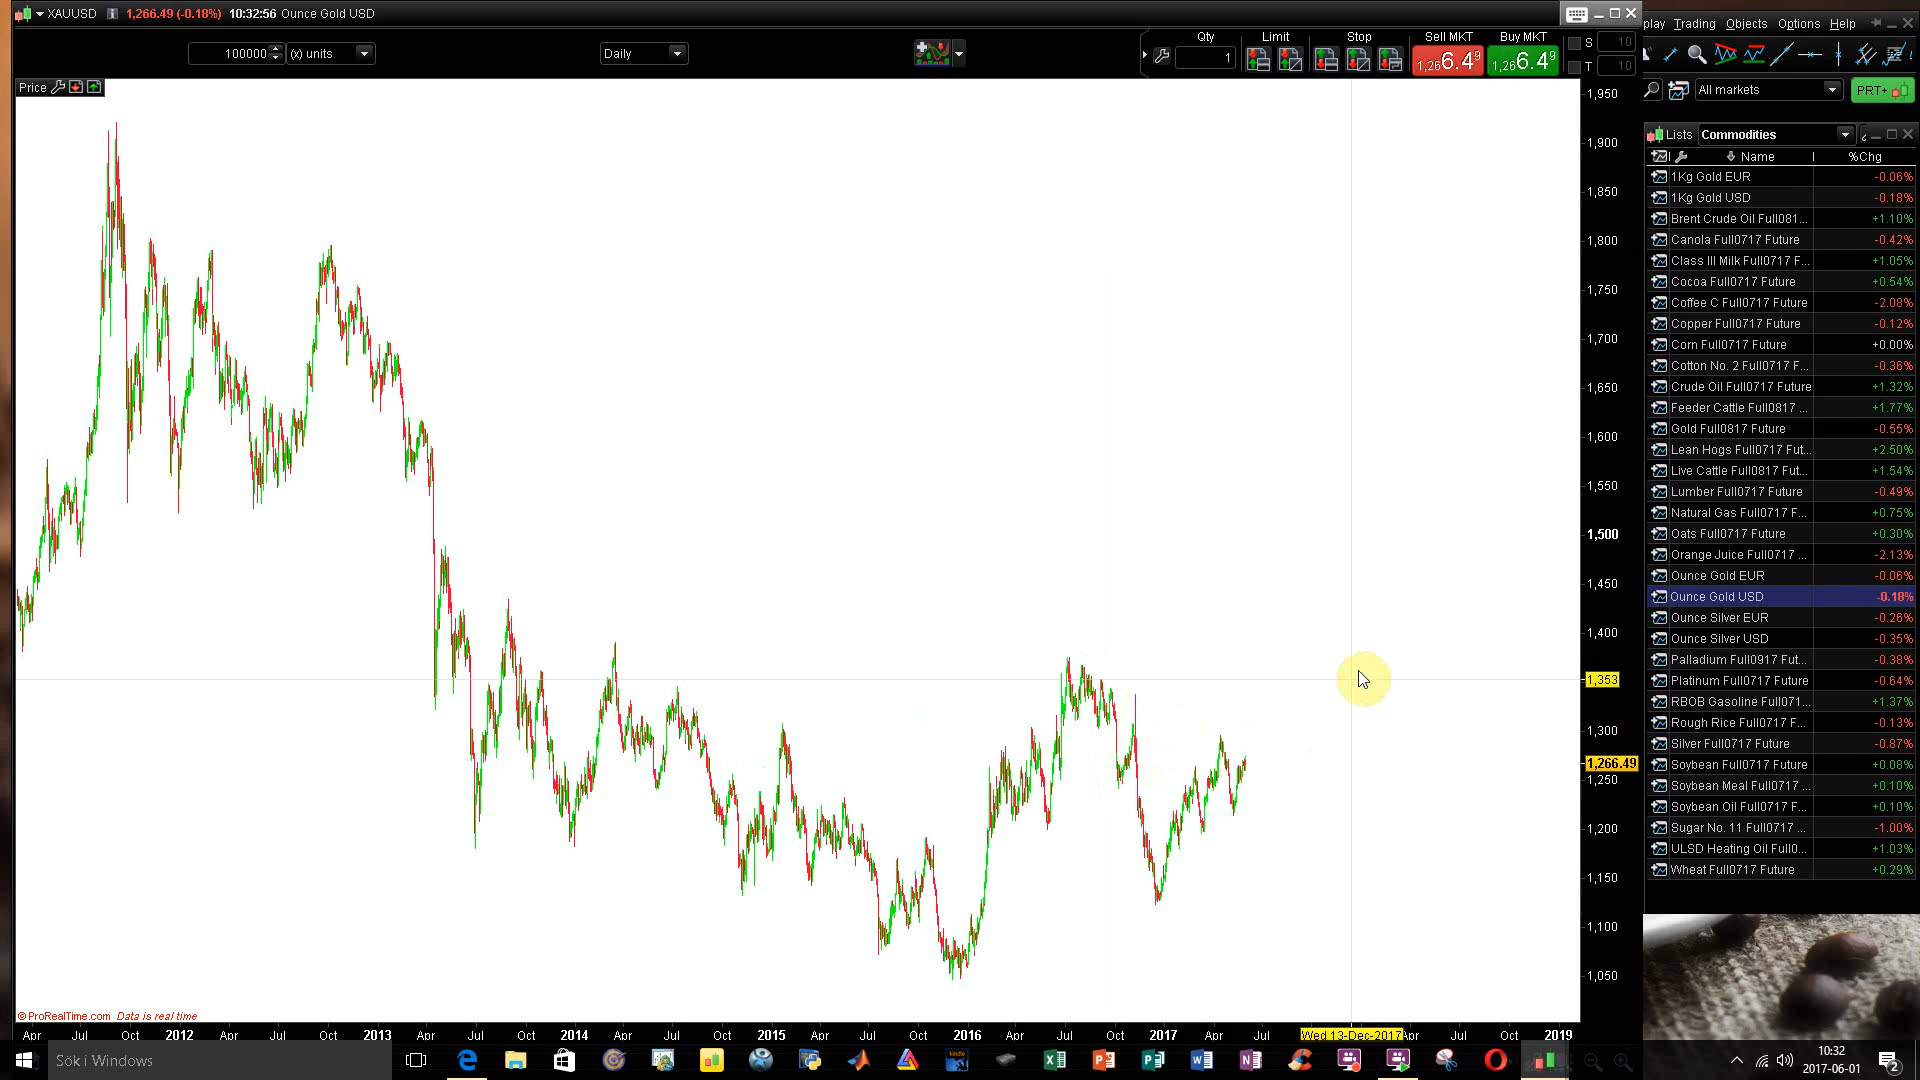 XAUUSD 1,266.49 (-0.18%) 10:32:56 Ounce Gold USD
play Trading Objects Options Help
100000 (x) units Daily
Qty Limit Stop Sell MKT Buy MKT
1 1,266.4⁹ 1,266.4⁹
S 10
T 10
All markets PRT+
Price
Lists Commodities
Name %Chg
1Kg Gold EUR -0.06%
1Kg Gold USD -0.18%
Brent Crude Oil Full081... +1.10%
Canola Full0717 Future -0.42%
Class III Milk Full0717 F... +1.05%
Cocoa Full0717 Future +0.54%
Coffee C Full0717 Future -2.08%
Copper Full0717 Future -0.12%
Corn Full0717 Future +0.00%
Cotton No. 2 Full0717 F... -0.36%
Crude Oil Full0717 Future +1.32%
Feeder Cattle Full0817 ... +1.77%
Gold Full0817 Future -0.55%
Lean Hogs Full0717 Fut... +2.50%
Live Cattle Full0817 Fut... +1.54%
Lumber Full0717 Future -0.49%
Natural Gas Full0717 F... +0.75%
Oats Full0717 Future +0.30%
Orange Juice Full0717 ... -2.13%
Ounce Gold EUR -0.06%
Ounce Gold USD -0.18%
Ounce Silver EUR -0.26%
Ounce Silver USD -0.35%
Palladium Full0917 Fut... -0.38%
Platinum Full0717 Future -0.64%
RBOB Gasoline Full071... +1.37%
Rough Rice Full0717 F... -0.13%
Silver Full0717 Future -0.87%
Soybean Full0717 Future +0.08%
Soybean Meal Full0717 ... +0.10%
Soybean Oil Full0717 F... +0.10%
Sugar No. 11 Full0717 ... -1.00%
ULSD Heating Oil Full0... +1.03%
Wheat Full0717 Future +0.29%
1,950
1,900
1,850
1,800
1,750
1,700
1,650
1,600
1,550
1,500
1,450
1,400
1,353
1,300
1,266.49
1,250
1,200
1,150
1,100
1,050
© ProRealTime.com Data is real time
Apr Jul Oct 2012 Apr Jul Oct 2013 Apr Jul Oct 2014 Apr Jul Oct 2015 Apr Jul Oct 2016 Apr Jul Oct 2017 Apr Jul Wed 13-Dec-2017 Apr Jul Oct 2019
Sök i Windows
kindle
10:32
2017-06-01
2